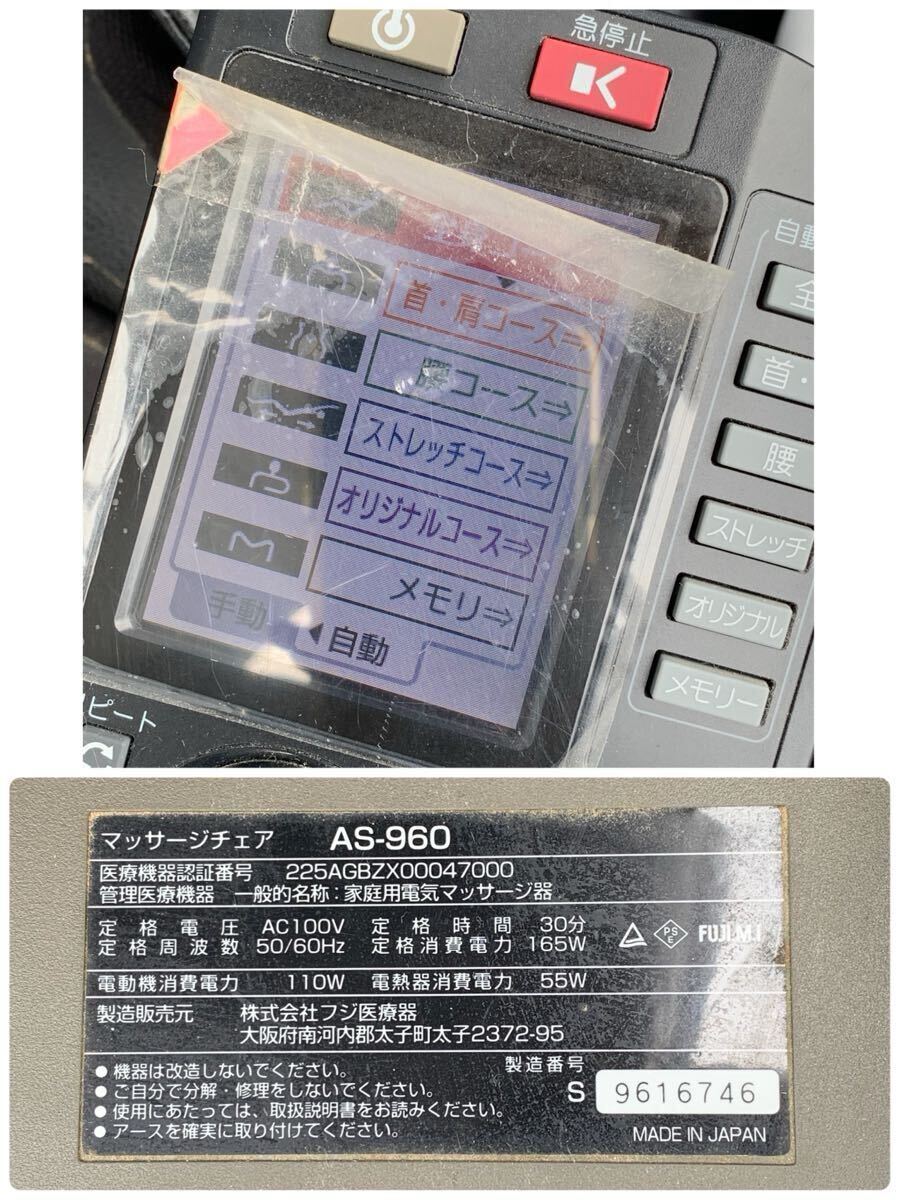 急停止
首・肩コース⇒
腰コース⇒
ストレッチコース⇒
オリジナルコース⇒
メモリ⇒
手動
◀自動
ピート
自動
全
首・
腰
ストレッチ
オリジナル
メモリー
マッサージチェア AS-960
医療機器認証番号 225AGBZX00047000
管理医療機器 一般的名称：家庭用電気マッサージ器
定格電圧 AC100V 定格時間 30分
定格周波数 50/60Hz 定格消費電力 165W
PSE FUJI.M.I
電動機消費電力 110W 電熱器消費電力 55W
製造販売元 株式会社フジ医療器
大阪府南河内郡太子町太子2372-95
● 機器は改造しないでください。
● ご自分で分解・修理をしないでください。
● 使用にあたっては、取扱説明書をお読みください。
● アースを確実に取り付けてください。
製造番号
S 9616746
MADE IN JAPAN